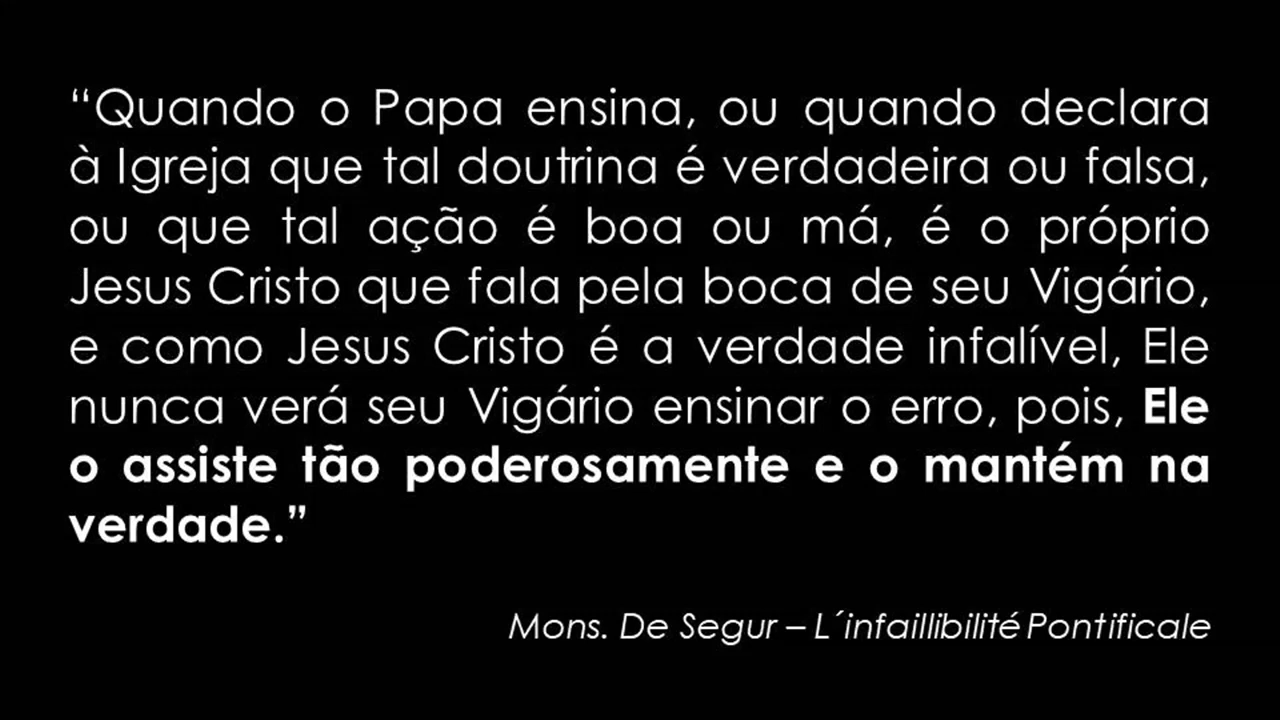 “Quando o Papa ensina, ou quando declara
à Igreja que tal doutrina é verdadeira ou falsa,
ou que tal ação é boa ou má, é o próprio
Jesus Cristo que fala pela boca de seu Vigário,
e como Jesus Cristo é a verdade infalível, Ele
nunca verá seu Vigário ensinar o erro, pois, Ele
o assiste tão poderosamente e o mantém na
verdade.”
Mons. De Segur – L´infaillibilité Pontificale